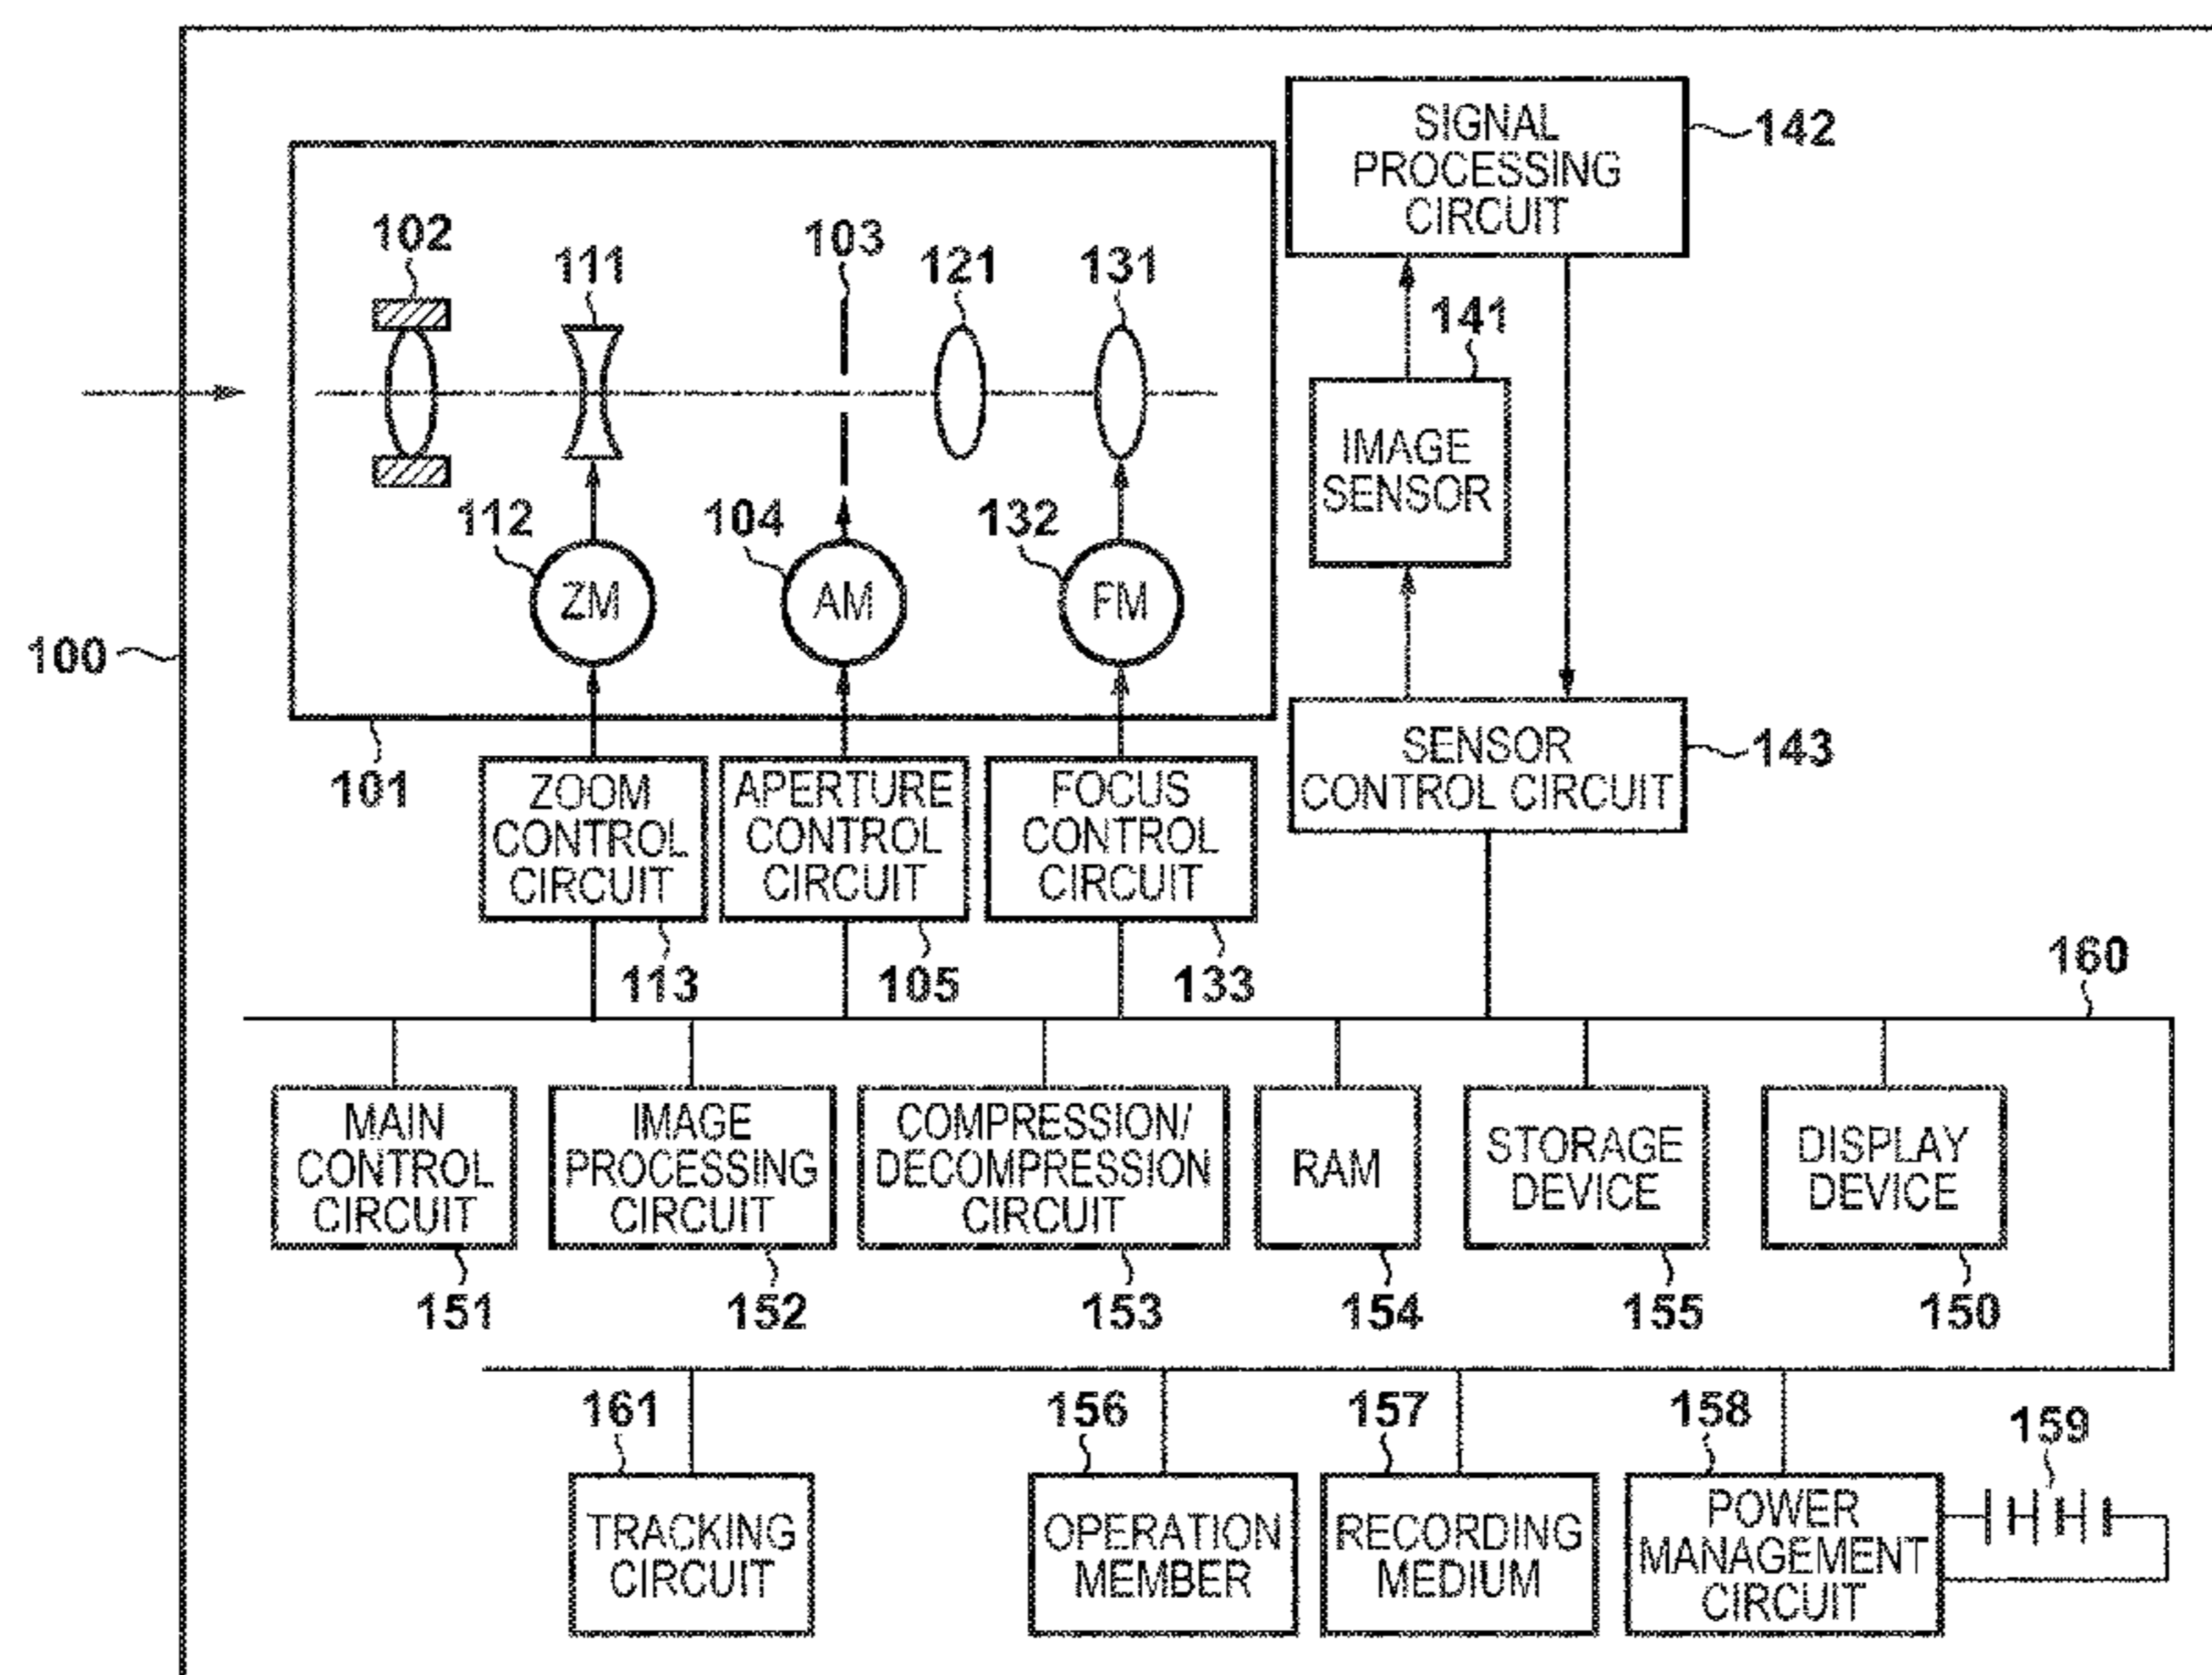 SIGNAL
PROCESSING
CIRCUIT
142
102
111
103
121
131
141
IMAGE
SENSOR
112
104
132
ZM
AM
FM
100
SENSOR
CONTROL CIRCUIT
143
101
ZOOM
CONTROL
CIRCUIT
APERTURE
CONTROL
CIRCUIT
FOCUS
CONTROL
CIRCUIT
113
105
133
160
MAIN
CONTROL
CIRCUIT
IMAGE
PROCESSING
CIRCUIT
COMPRESSION/
DECOMPRESSION
CIRCUIT
RAM
STORAGE
DEVICE
DISPLAY
DEVICE
151
152
153
154
155
150
161
156
157
158
159
TRACKING
CIRCUIT
OPERATION
MEMBER
RECORDING
MEDIUM
POWER
MANAGEMENT
CIRCUIT